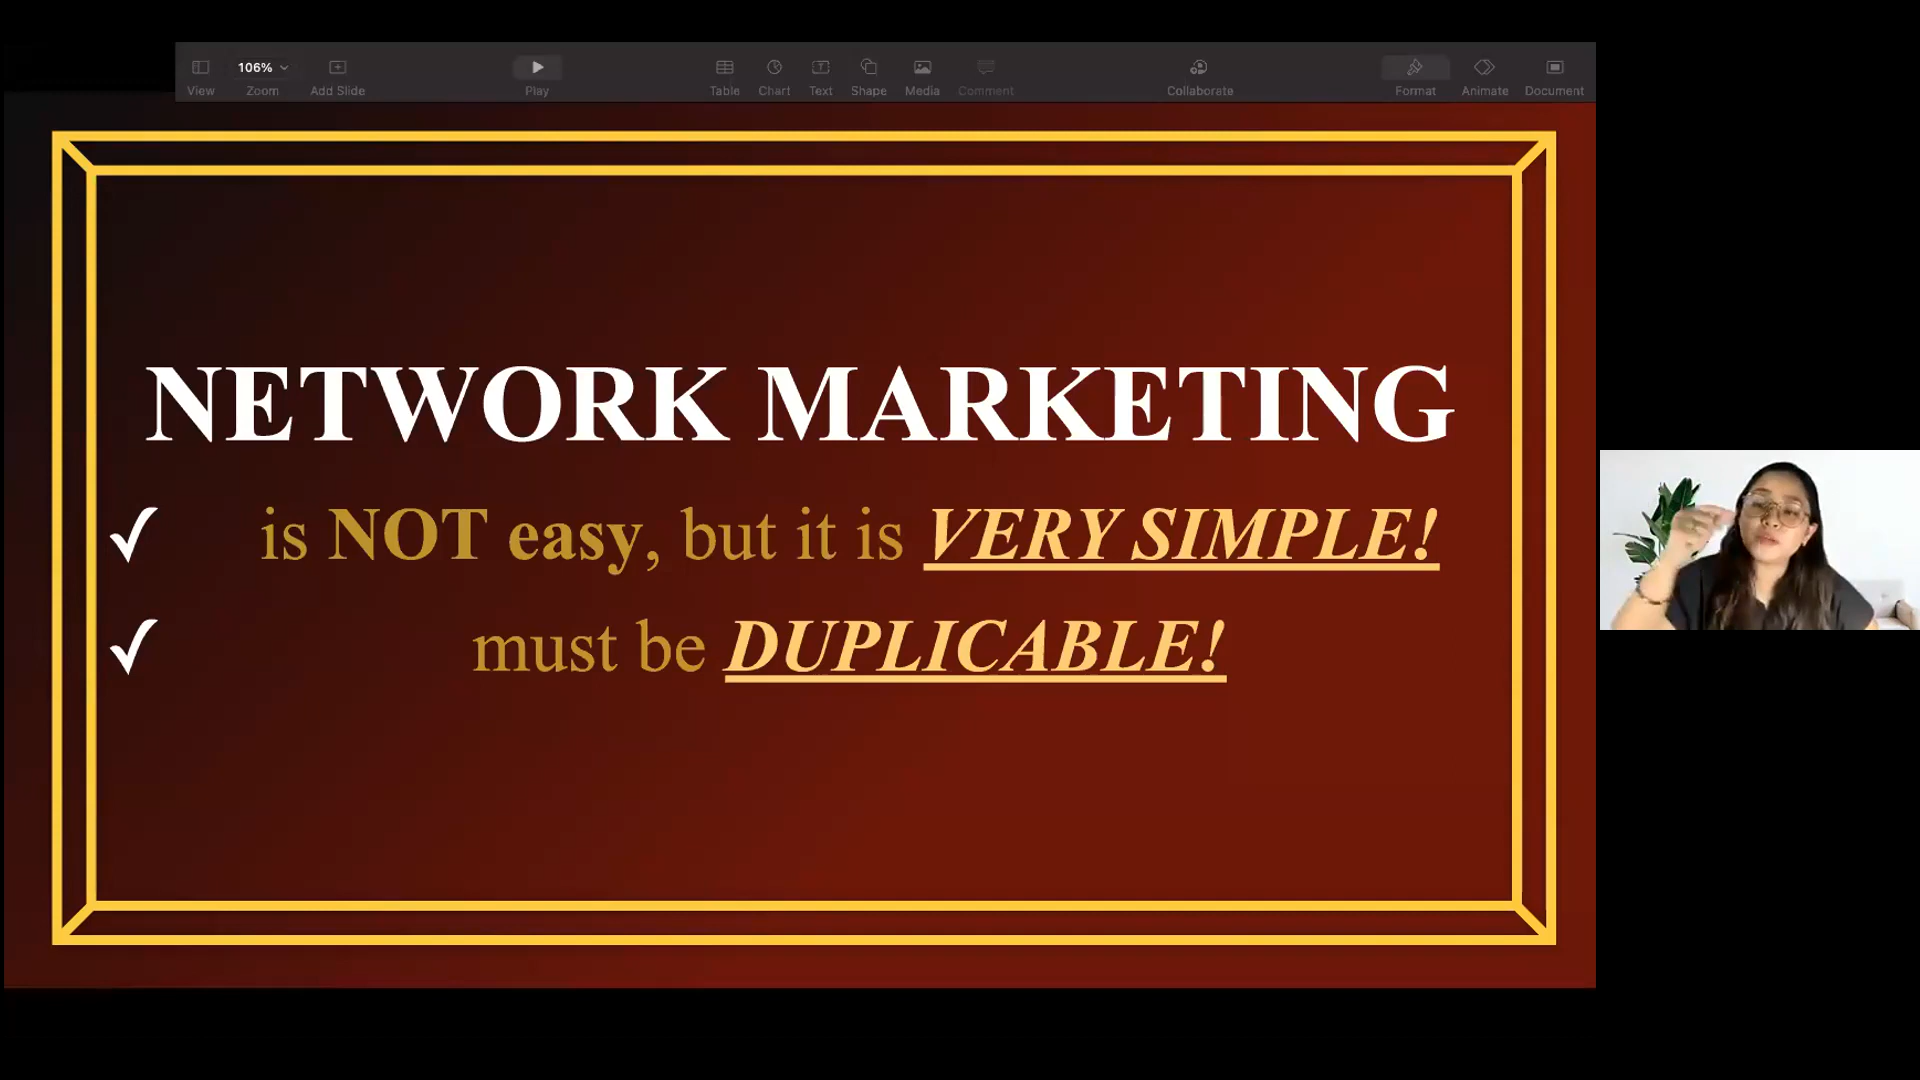 106%
View
Zoom
Add Slide
Play
Table
Chart
Text
Shape
Media
Comment
Collaborate
Format
Animate
Document
NETWORK MARKETING
✓ is NOT easy, but it is VERY SIMPLE!
✓ must be DUPLICABLE!